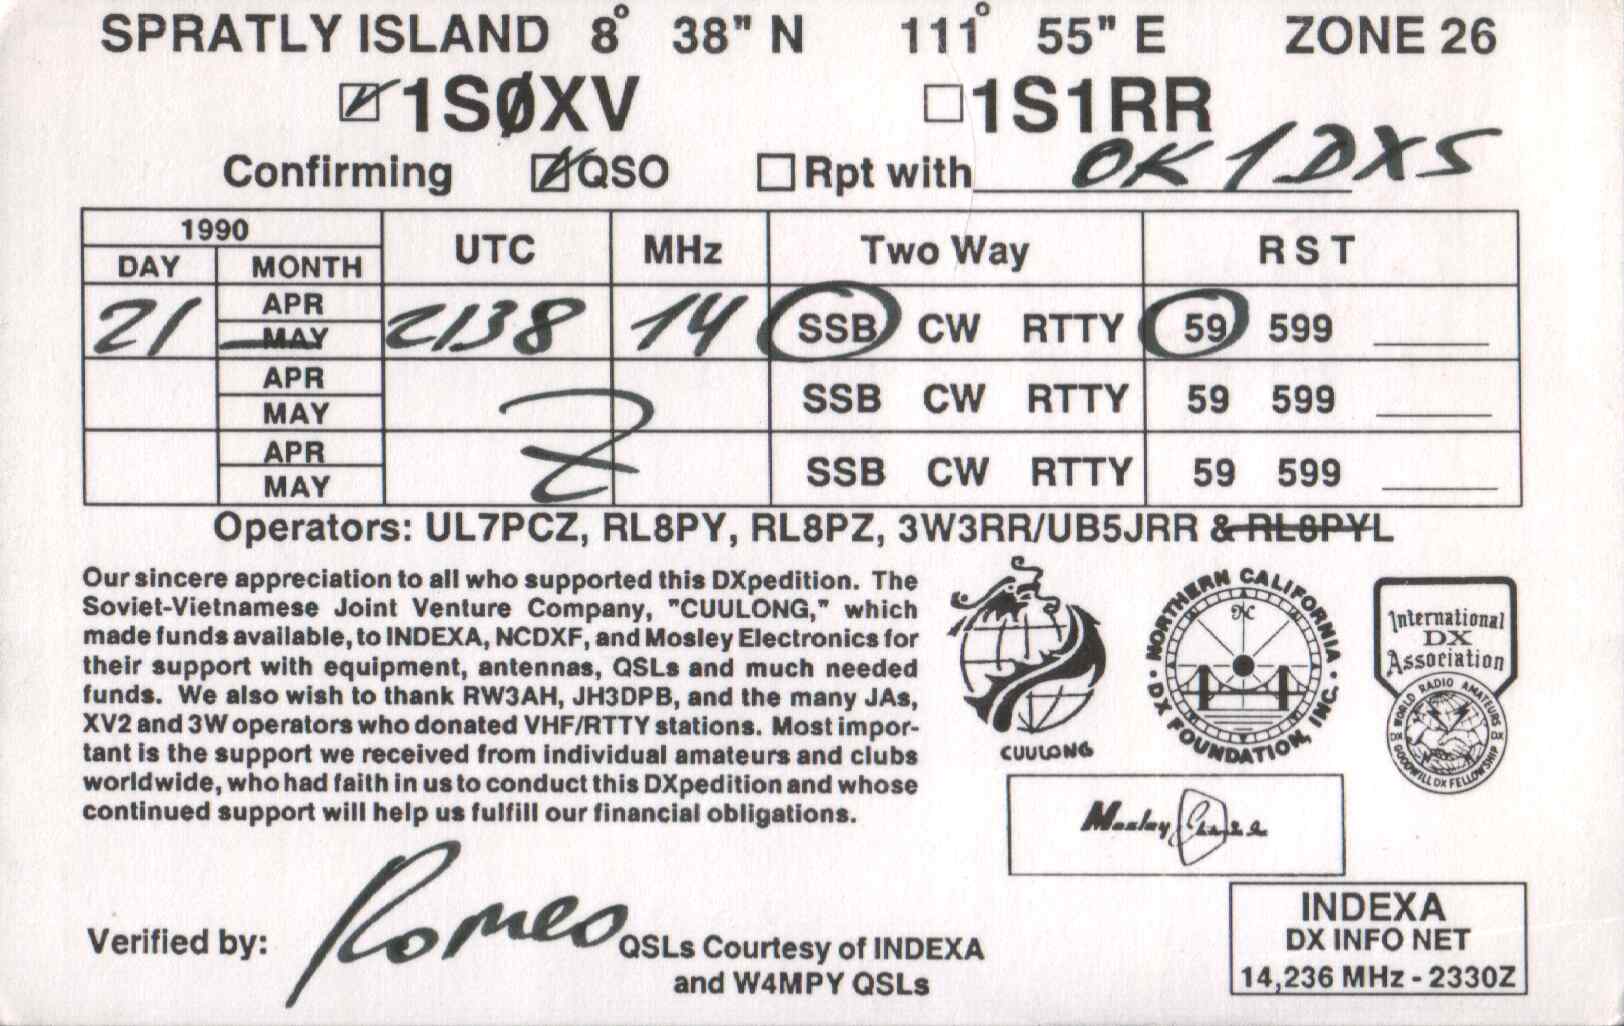 SPRATLY ISLAND 8° 38" N 111° 55" E ZONE 26
1SØXV 1S1RR
Confirming QSO Rpt with OK1DXS
1990 UTC MHz Two Way RST
DAY MONTH
21 APR MAY 2138 14 SSB CW RTTY 59 599
APR MAY SSB CW RTTY 59 599
APR MAY SSB CW RTTY 59 599
Operators: UL7PCZ, RL8PY, RL8PZ, 3W3RR/UB5JRR & RL8PYL
Our sincere appreciation to all who supported this DXpedition. The
Soviet-Vietnamese Joint Venture Company, "CUULONG," which
made funds available, to INDEXA, NCDXF, and Mosley Electronics for
their support with equipment, antennas, QSLs and much needed
funds. We also wish to thank RW3AH, JH3DPB, and the many JAs,
XV2 and 3W operators who donated VHF/RTTY stations. Most impor-
tant is the support we received from individual amateurs and clubs
worldwide, who had faith in us to conduct this DXpedition and whose
continued support will help us fulfill our financial obligations.
CUULONG
NORTHERN CALIFORNIA
DX FOUNDATION, INC.
International
DX
Association
WORLD RADIO AMATEURS
DX DX
GOODWILL DX FELLOWSHIP
Mosley
Verified by: Romeo
QSLs Courtesy of INDEXA
and W4MPY QSLs
INDEXA
DX INFO NET
14,236 MHz - 2330Z